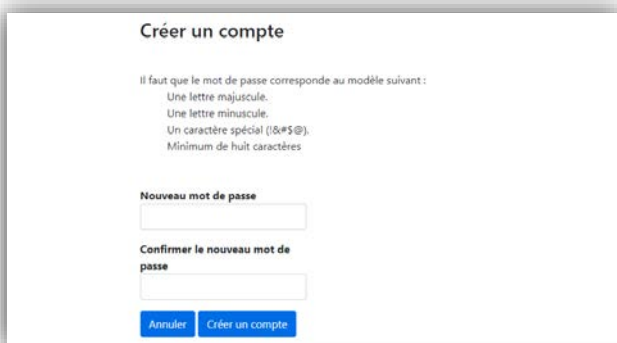 Créer un compte
Il faut que le mot de passe corresponde au modèle suivant :
Une lettre majuscule.
Une lettre minuscule.
Un caractère spécial (!&#$@).
Minimum de huit caractères
Nouveau mot de passe
Confirmer le nouveau mot de
passe
Annuler Créer un compte